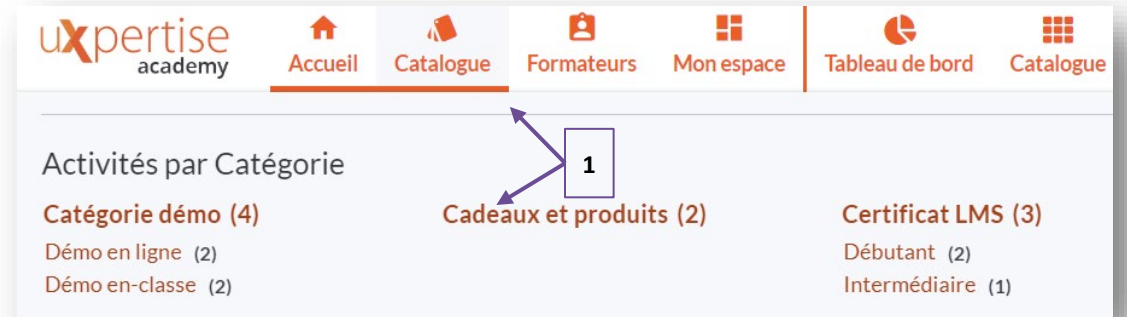 uxpertise
academy
Accueil Catalogue Formateurs Mon espace Tableau de bord Catalogue
1
Activités par Catégorie
Catégorie démo (4) Cadeaux et produits (2) Certificat LMS (3)
Démo en ligne (2) Débutant (2)
Démo en-classe (2) Intermédiaire (1)